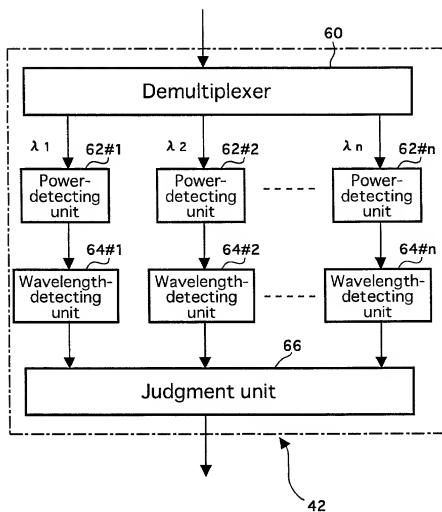 60
Demultiplexer
λ1
62#1
λ2
62#2
λn
62#n
Power-
detecting
unit
Power-
detecting
unit
Power-
detecting
unit
64#1
64#2
64#n
Wavelength-
detecting
unit
Wavelength-
detecting
unit
Wavelength-
detecting
unit
66
Judgment unit
42